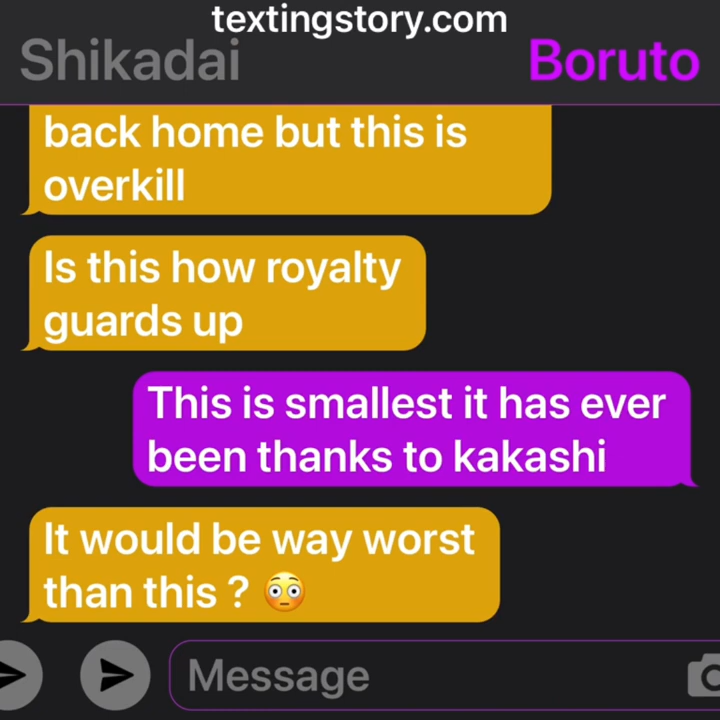 textingstory.com
Shikadai
Boruto
back home but this is
overkill
Is this how royalty
guards up
This is smallest it has ever
been thanks to kakashi
It would be way worst
than this ? 😳
Message